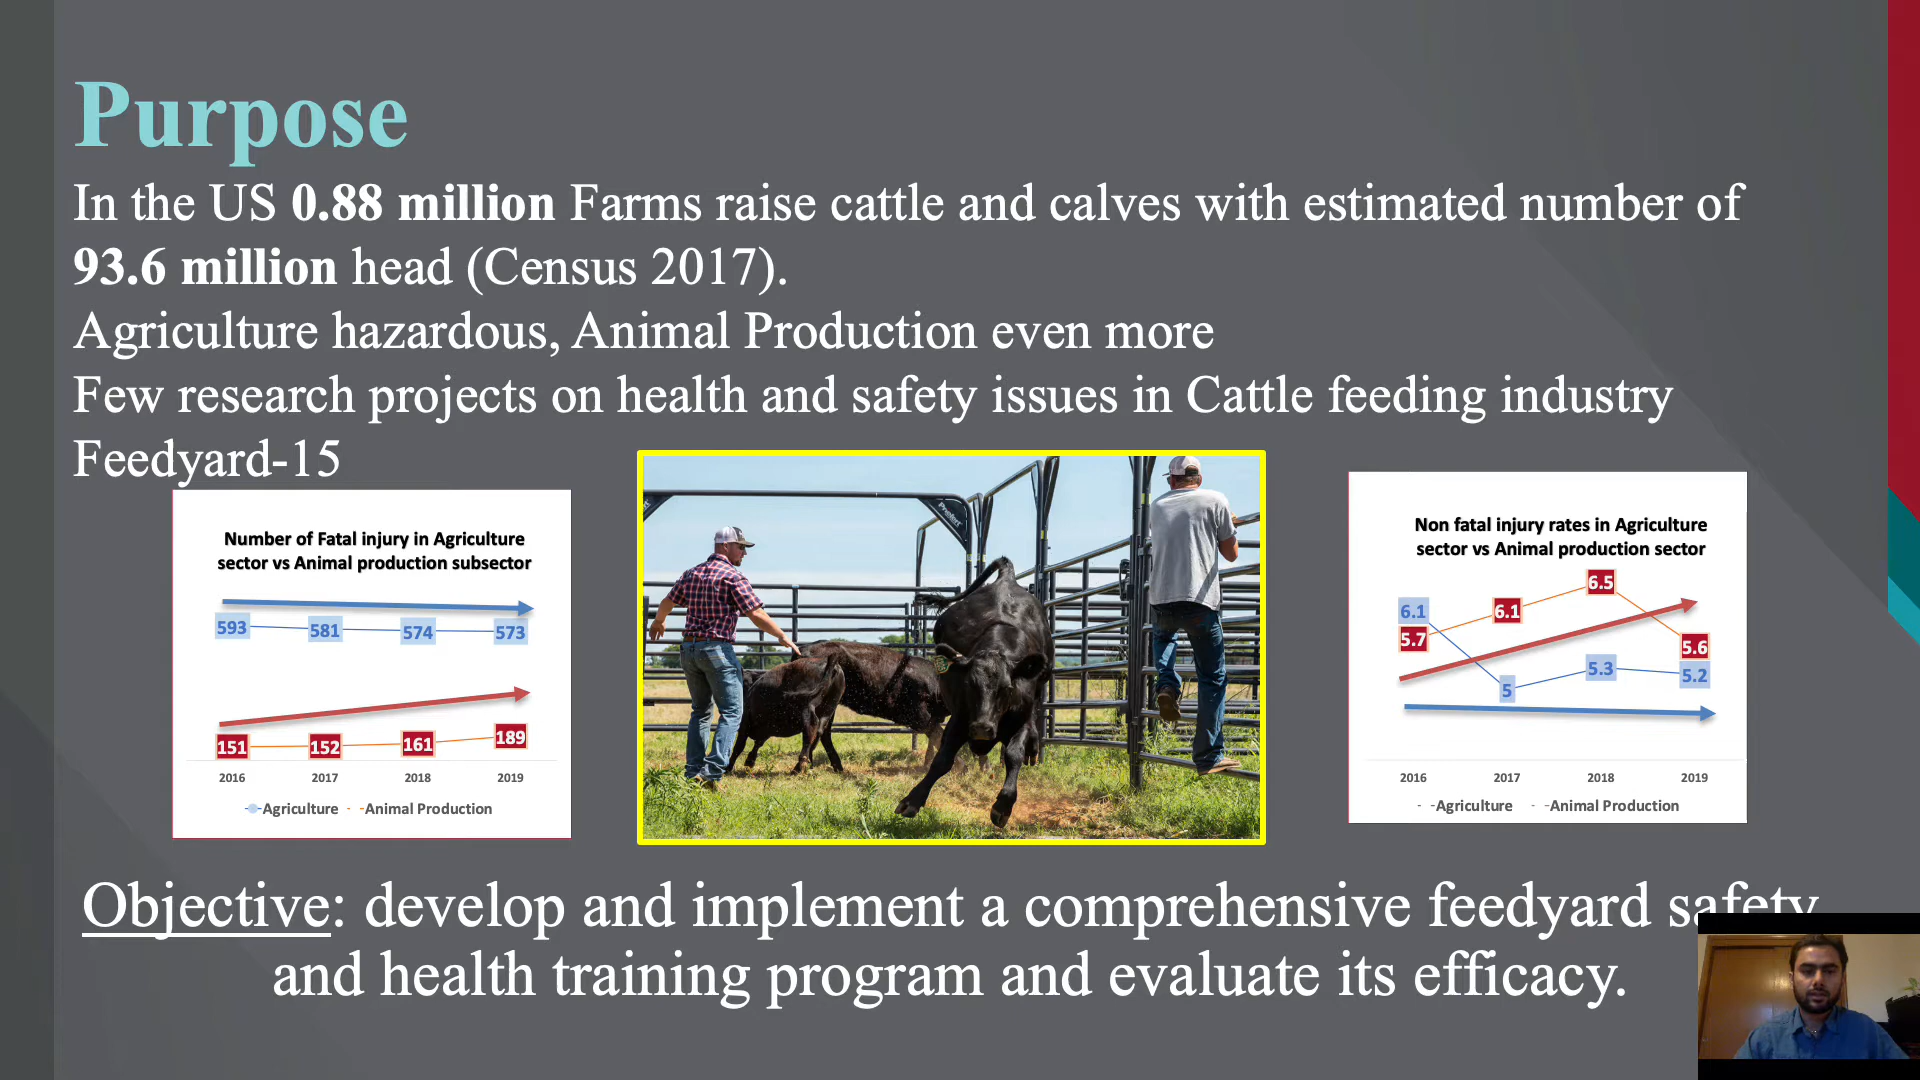 Purpose
In the US 0.88 million Farms raise cattle and calves with estimated number of
93.6 million head (Census 2017).
Agriculture hazardous, Animal Production even more
Few research projects on health and safety issues in Cattle feeding industry
Feedyard-15
Number of Fatal injury in Agriculture
sector vs Animal production subsector
593 581 574 573
151 152 161 189
2016 2017 2018 2019
Agriculture Animal Production
Priefert
Non fatal injury rates in Agriculture
sector vs Animal production sector
6.1 6.1 6.5
5.7 5 5.3 5.6
5.2
2016 2017 2018 2019
Agriculture Animal Production
Objective: develop and implement a comprehensive feedyard safety
and health training program and evaluate its efficacy.